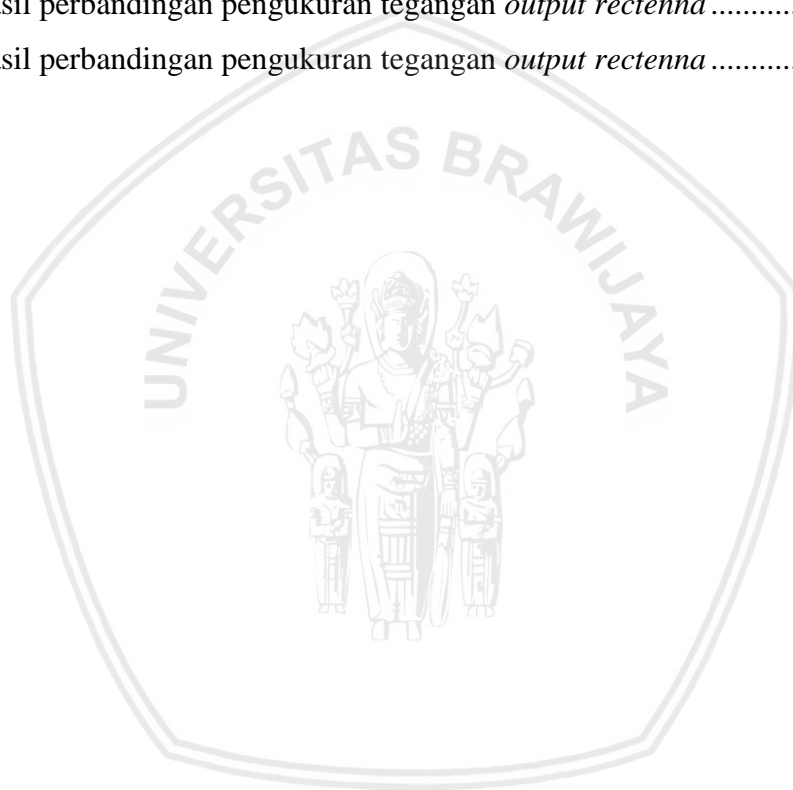 sil perbandingan pengukuran tegangan output rectenna ...........
sil perbandingan pengukuran tegangan output rectenna ...........
UNIVERSITAS BRAWIJAYA